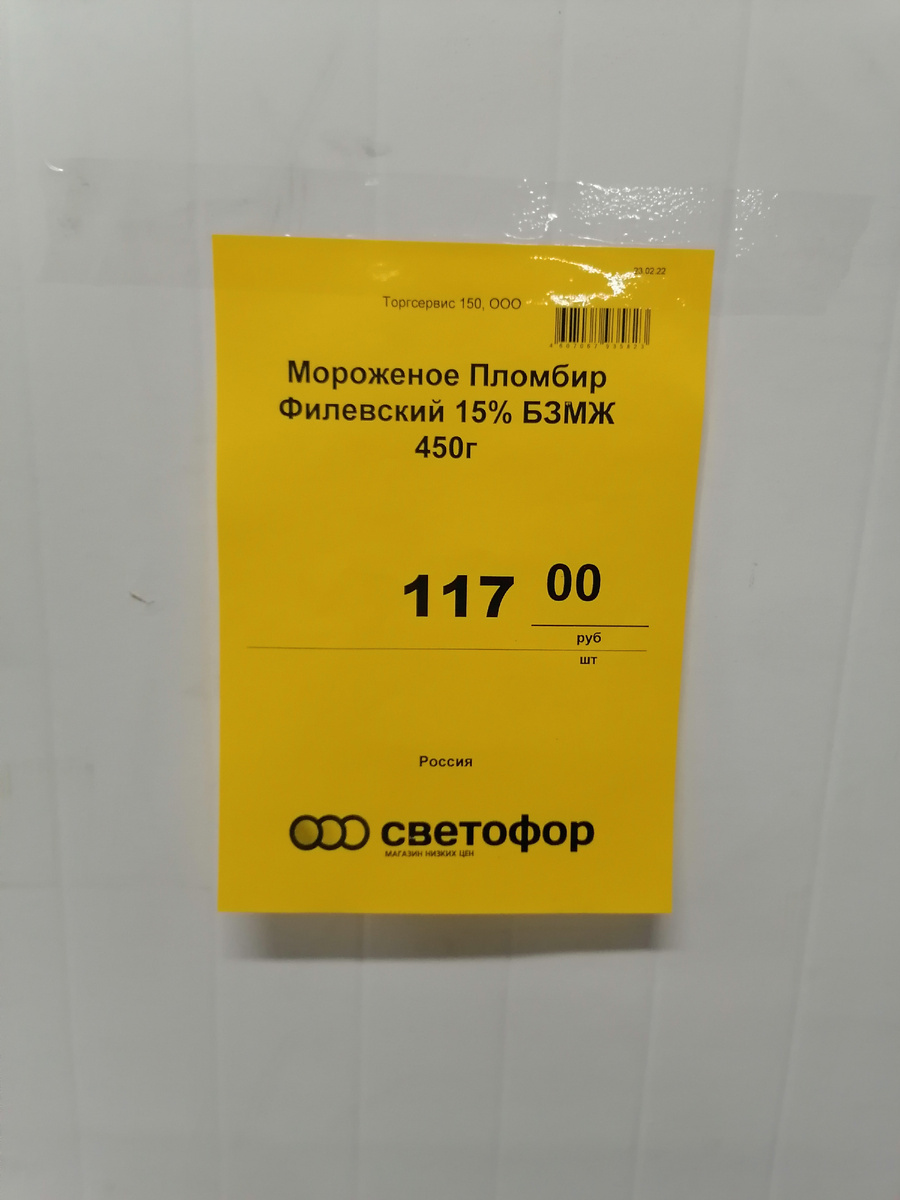 23.02.22
Торгсервис 150, ООО
Мороженое Пломбир
Филевский 15% БЗМЖ
450г
117 00
руб
шт
Россия
светофор
МАГАЗИН НИЗКИХ ЦЕН